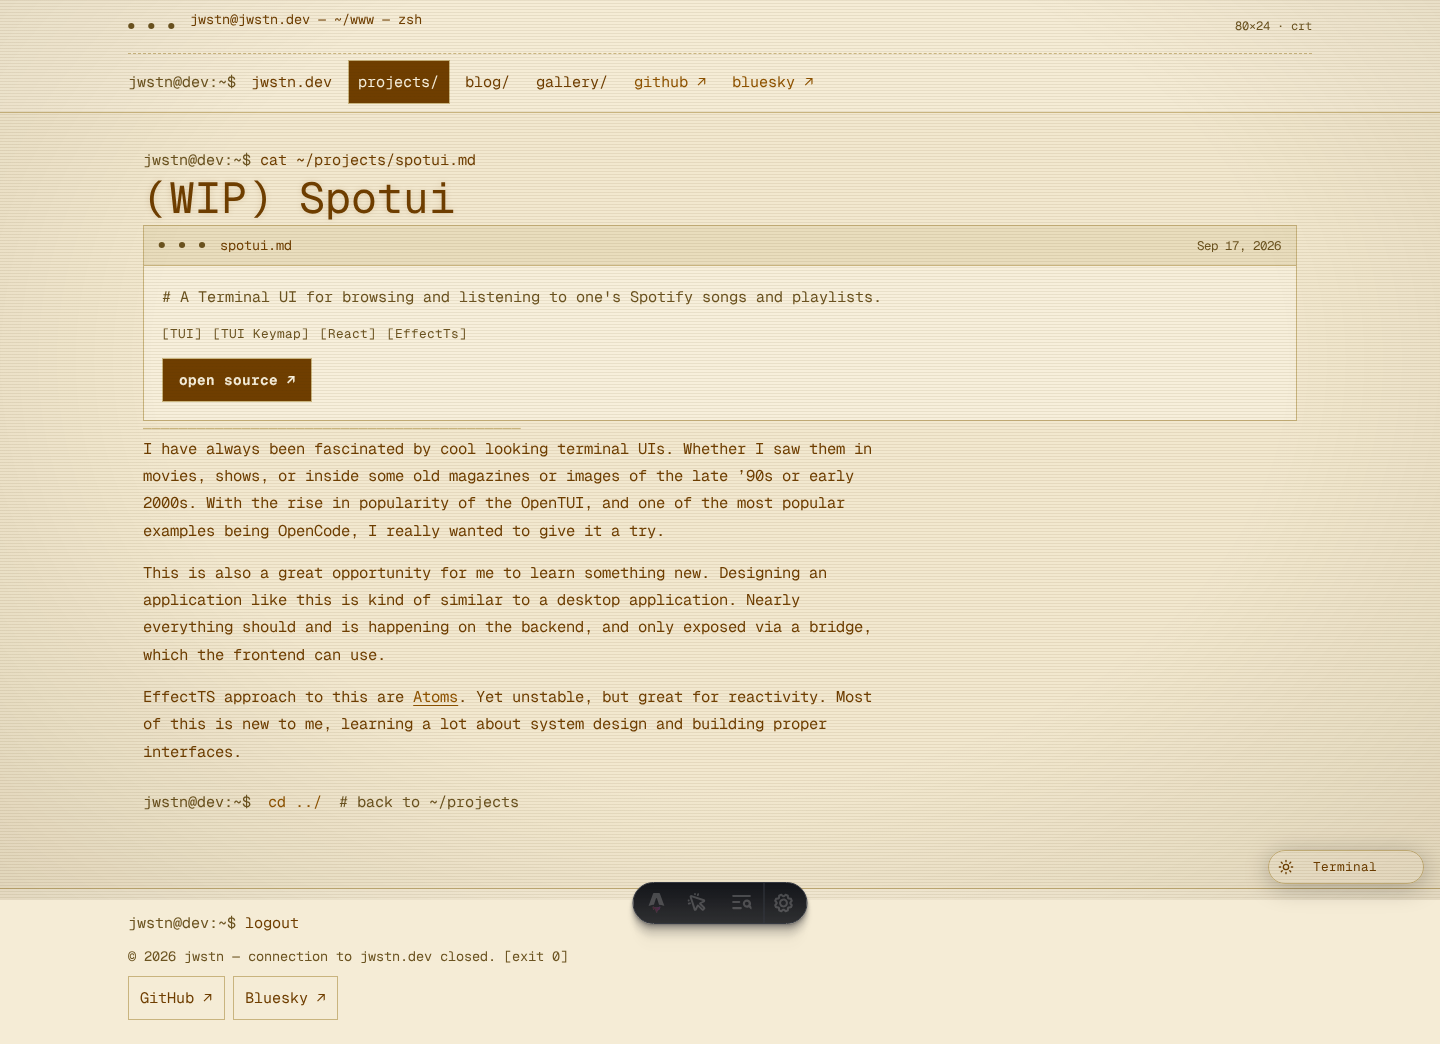 jwstn@jwstn.dev — ~/www — zsh
80×24 · crt
jwstn@dev:~$ jwstn.dev projects/ blog/ gallery/ github ↗ bluesky ↗
jwstn@dev:~$ cat ~/projects/spotui.md
(WIP) Spotui
spotui.md
Sep 17, 2026
# A Terminal UI for browsing and listening to one's Spotify songs and playlists.
[TUI] [TUI Keymap] [React] [EffectTs]
open source ↗
I have always been fascinated by cool looking terminal UIs. Whether I saw them in
movies, shows, or inside some old magazines or images of the late ’90s or early
2000s. With the rise in popularity of the OpenTUI, and one of the most popular
examples being OpenCode, I really wanted to give it a try.
This is also a great opportunity for me to learn something new. Designing an
application like this is kind of similar to a desktop application. Nearly
everything should and is happening on the backend, and only exposed via a bridge,
which the frontend can use.
EffectTS approach to this are Atoms. Yet unstable, but great for reactivity. Most
of this is new to me, learning a lot about system design and building proper
interfaces.
jwstn@dev:~$ cd ../ # back to ~/projects
Terminal
jwstn@dev:~$ logout
© 2026 jwstn — connection to jwstn.dev closed. [exit 0]
GitHub ↗ Bluesky ↗